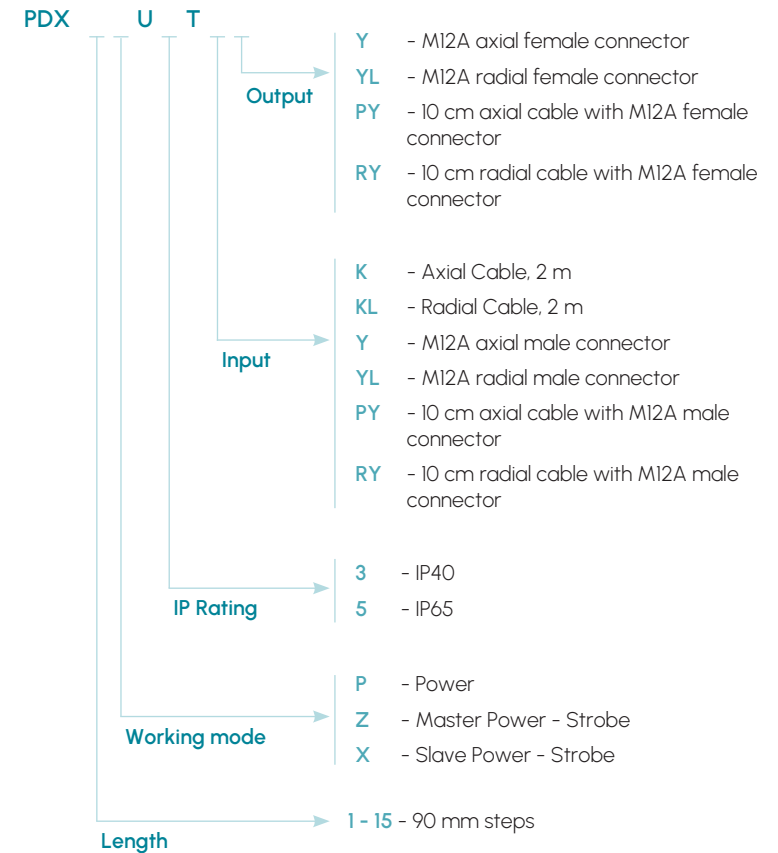 PDX U T
Y - M12A axial female connector
YL - M12A radial female connector
Output
PY - 10 cm axial cable with M12A female
connector
RY - 10 cm radial cable with M12A female
connector
K - Axial Cable, 2 m
KL - Radial Cable, 2 m
Y - M12A axial male connector
Input
YL - M12A radial male connector
PY - 10 cm axial cable with M12A male
connector
RY - 10 cm radial cable with M12A male
connector
3 - IP40
IP Rating
5 - IP65
P - Power
Z - Master Power - Strobe
Working mode
X - Slave Power - Strobe
1 - 15 - 90 mm steps
Length